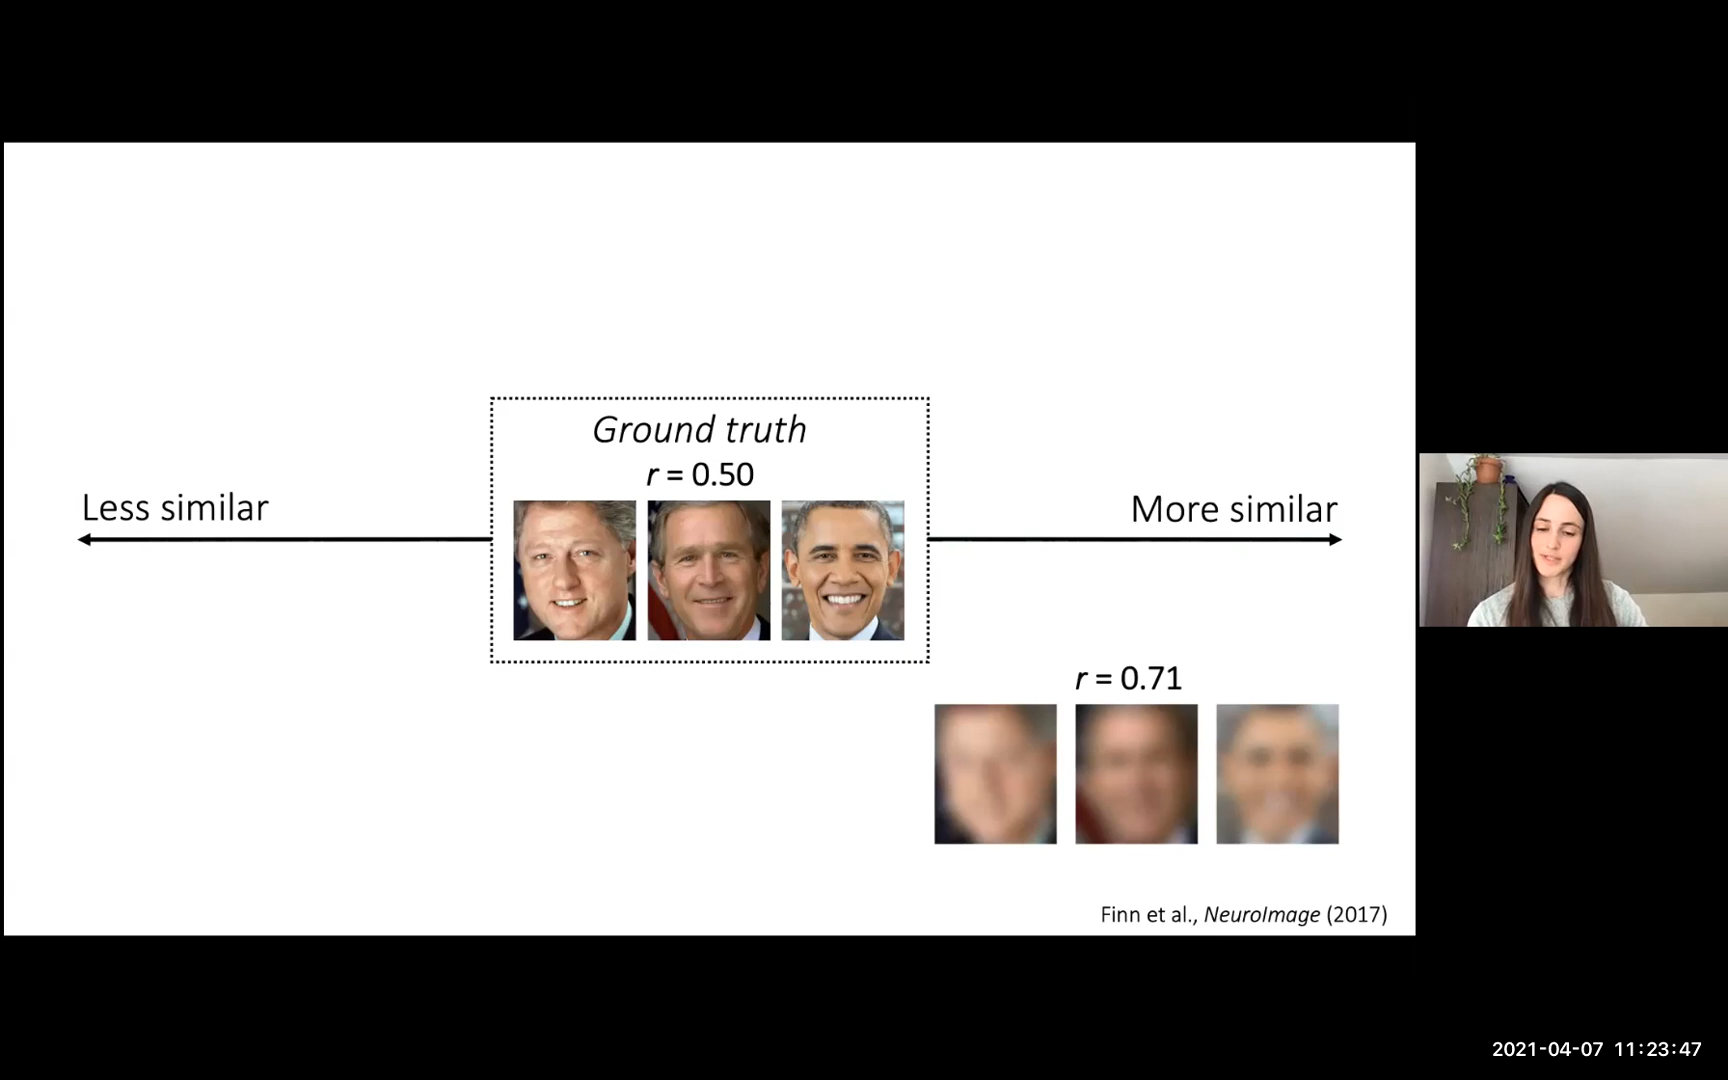 Ground truth
r = 0.50
Less similar
More similar
r = 0.71
Finn et al., NeuroImage (2017)
2021-04-07 11:23:47